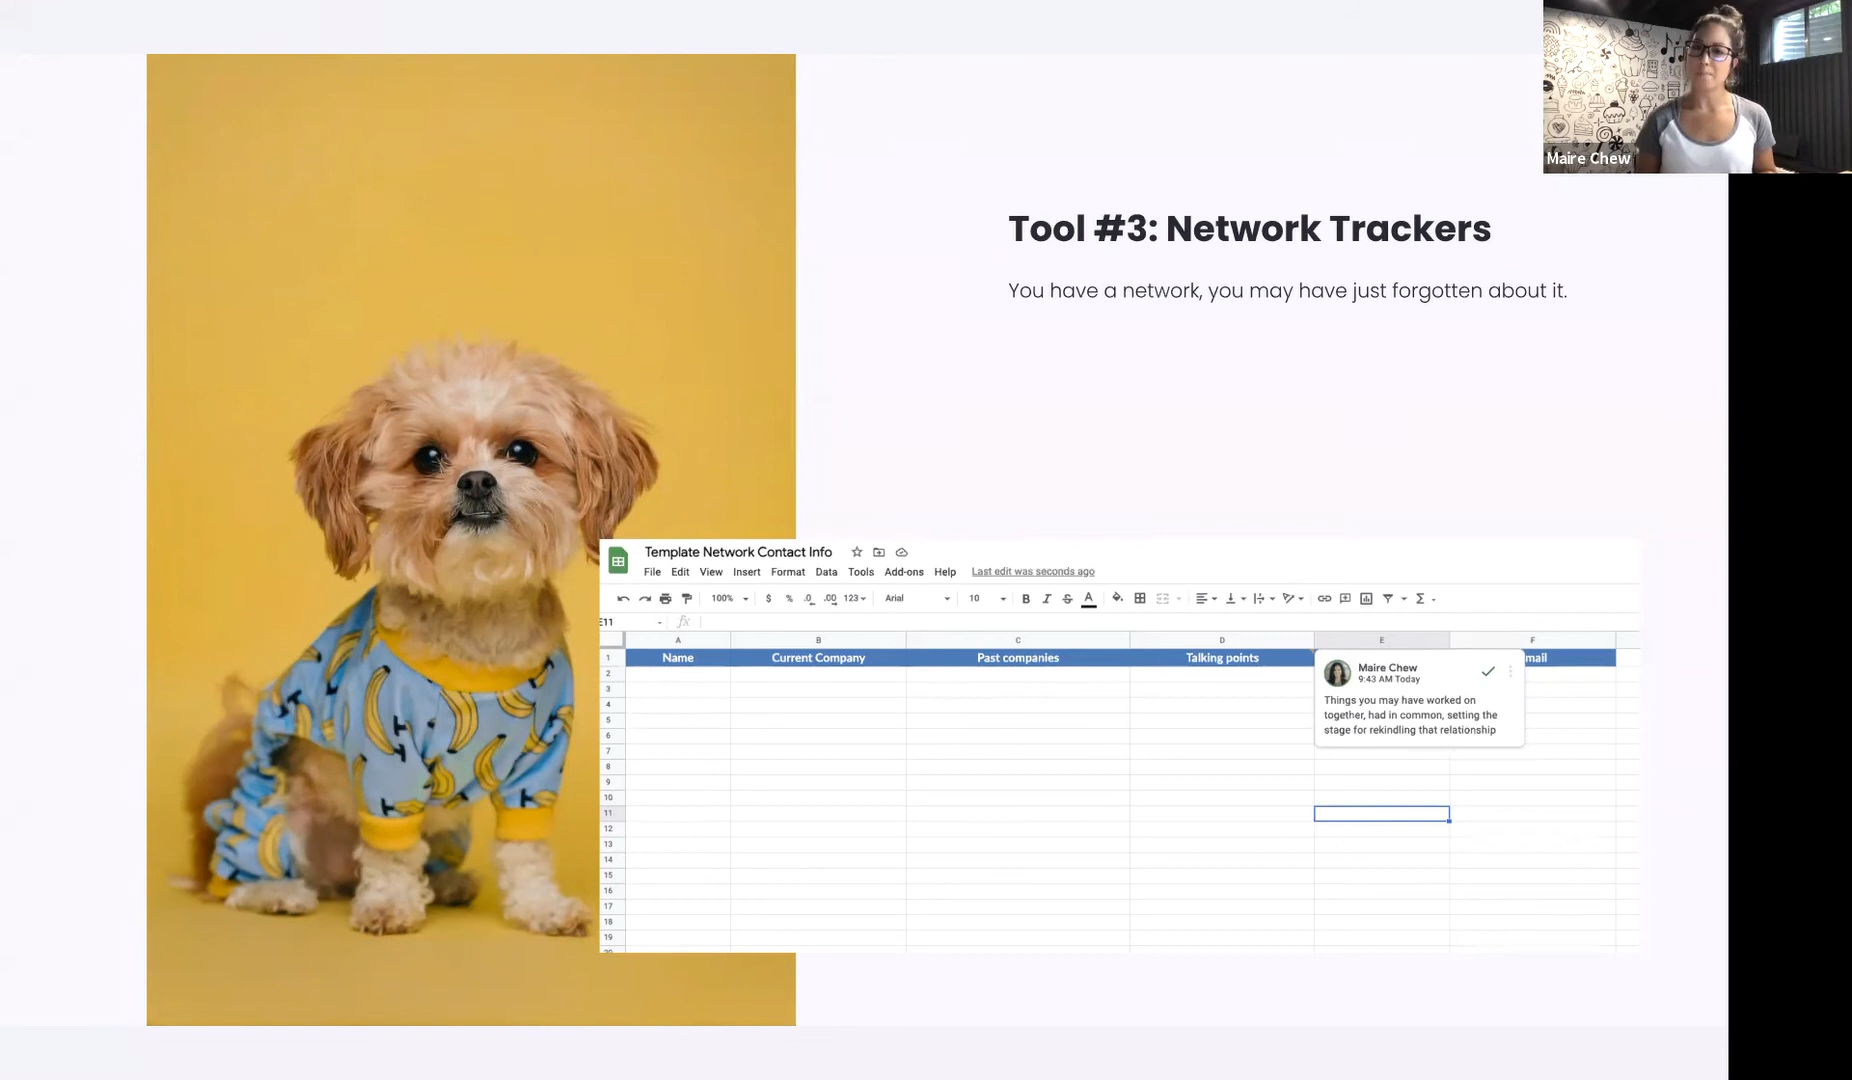 Maire Chew
Tool #3: Network Trackers
You have a network, you may have just forgotten about it.
Template Network Contact Info
File Edit View Insert Format Data Tools Add-ons Help Last edit was seconds ago
100% $ % .0 .00 123 Arial 10 B I S A Σ
E11 fx
A B C D E F
1 Name Current Company Past companies Talking points mail
2
3
4
5
6
7
8
9
10
11
12
13
14
15
16
17
18
19
Maire Chew
9:43 AM Today
Things you may have worked on
together, had in common, setting the
stage for rekindling that relationship